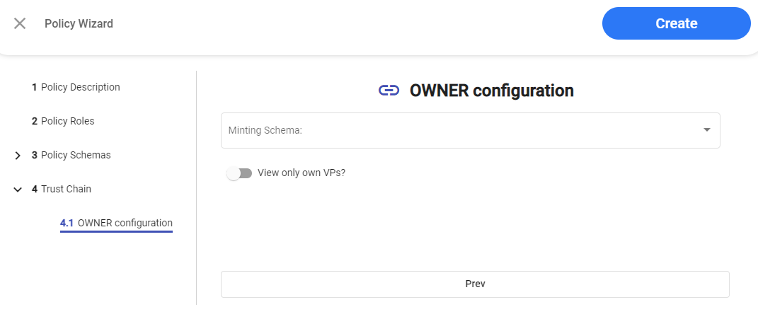 Policy Wizard
Create
1 Policy Description
2 Policy Roles
3 Policy Schemas
4 Trust Chain
4.1 OWNER configuration
OWNER configuration
Minting Schema:
View only own VPs?
Prev